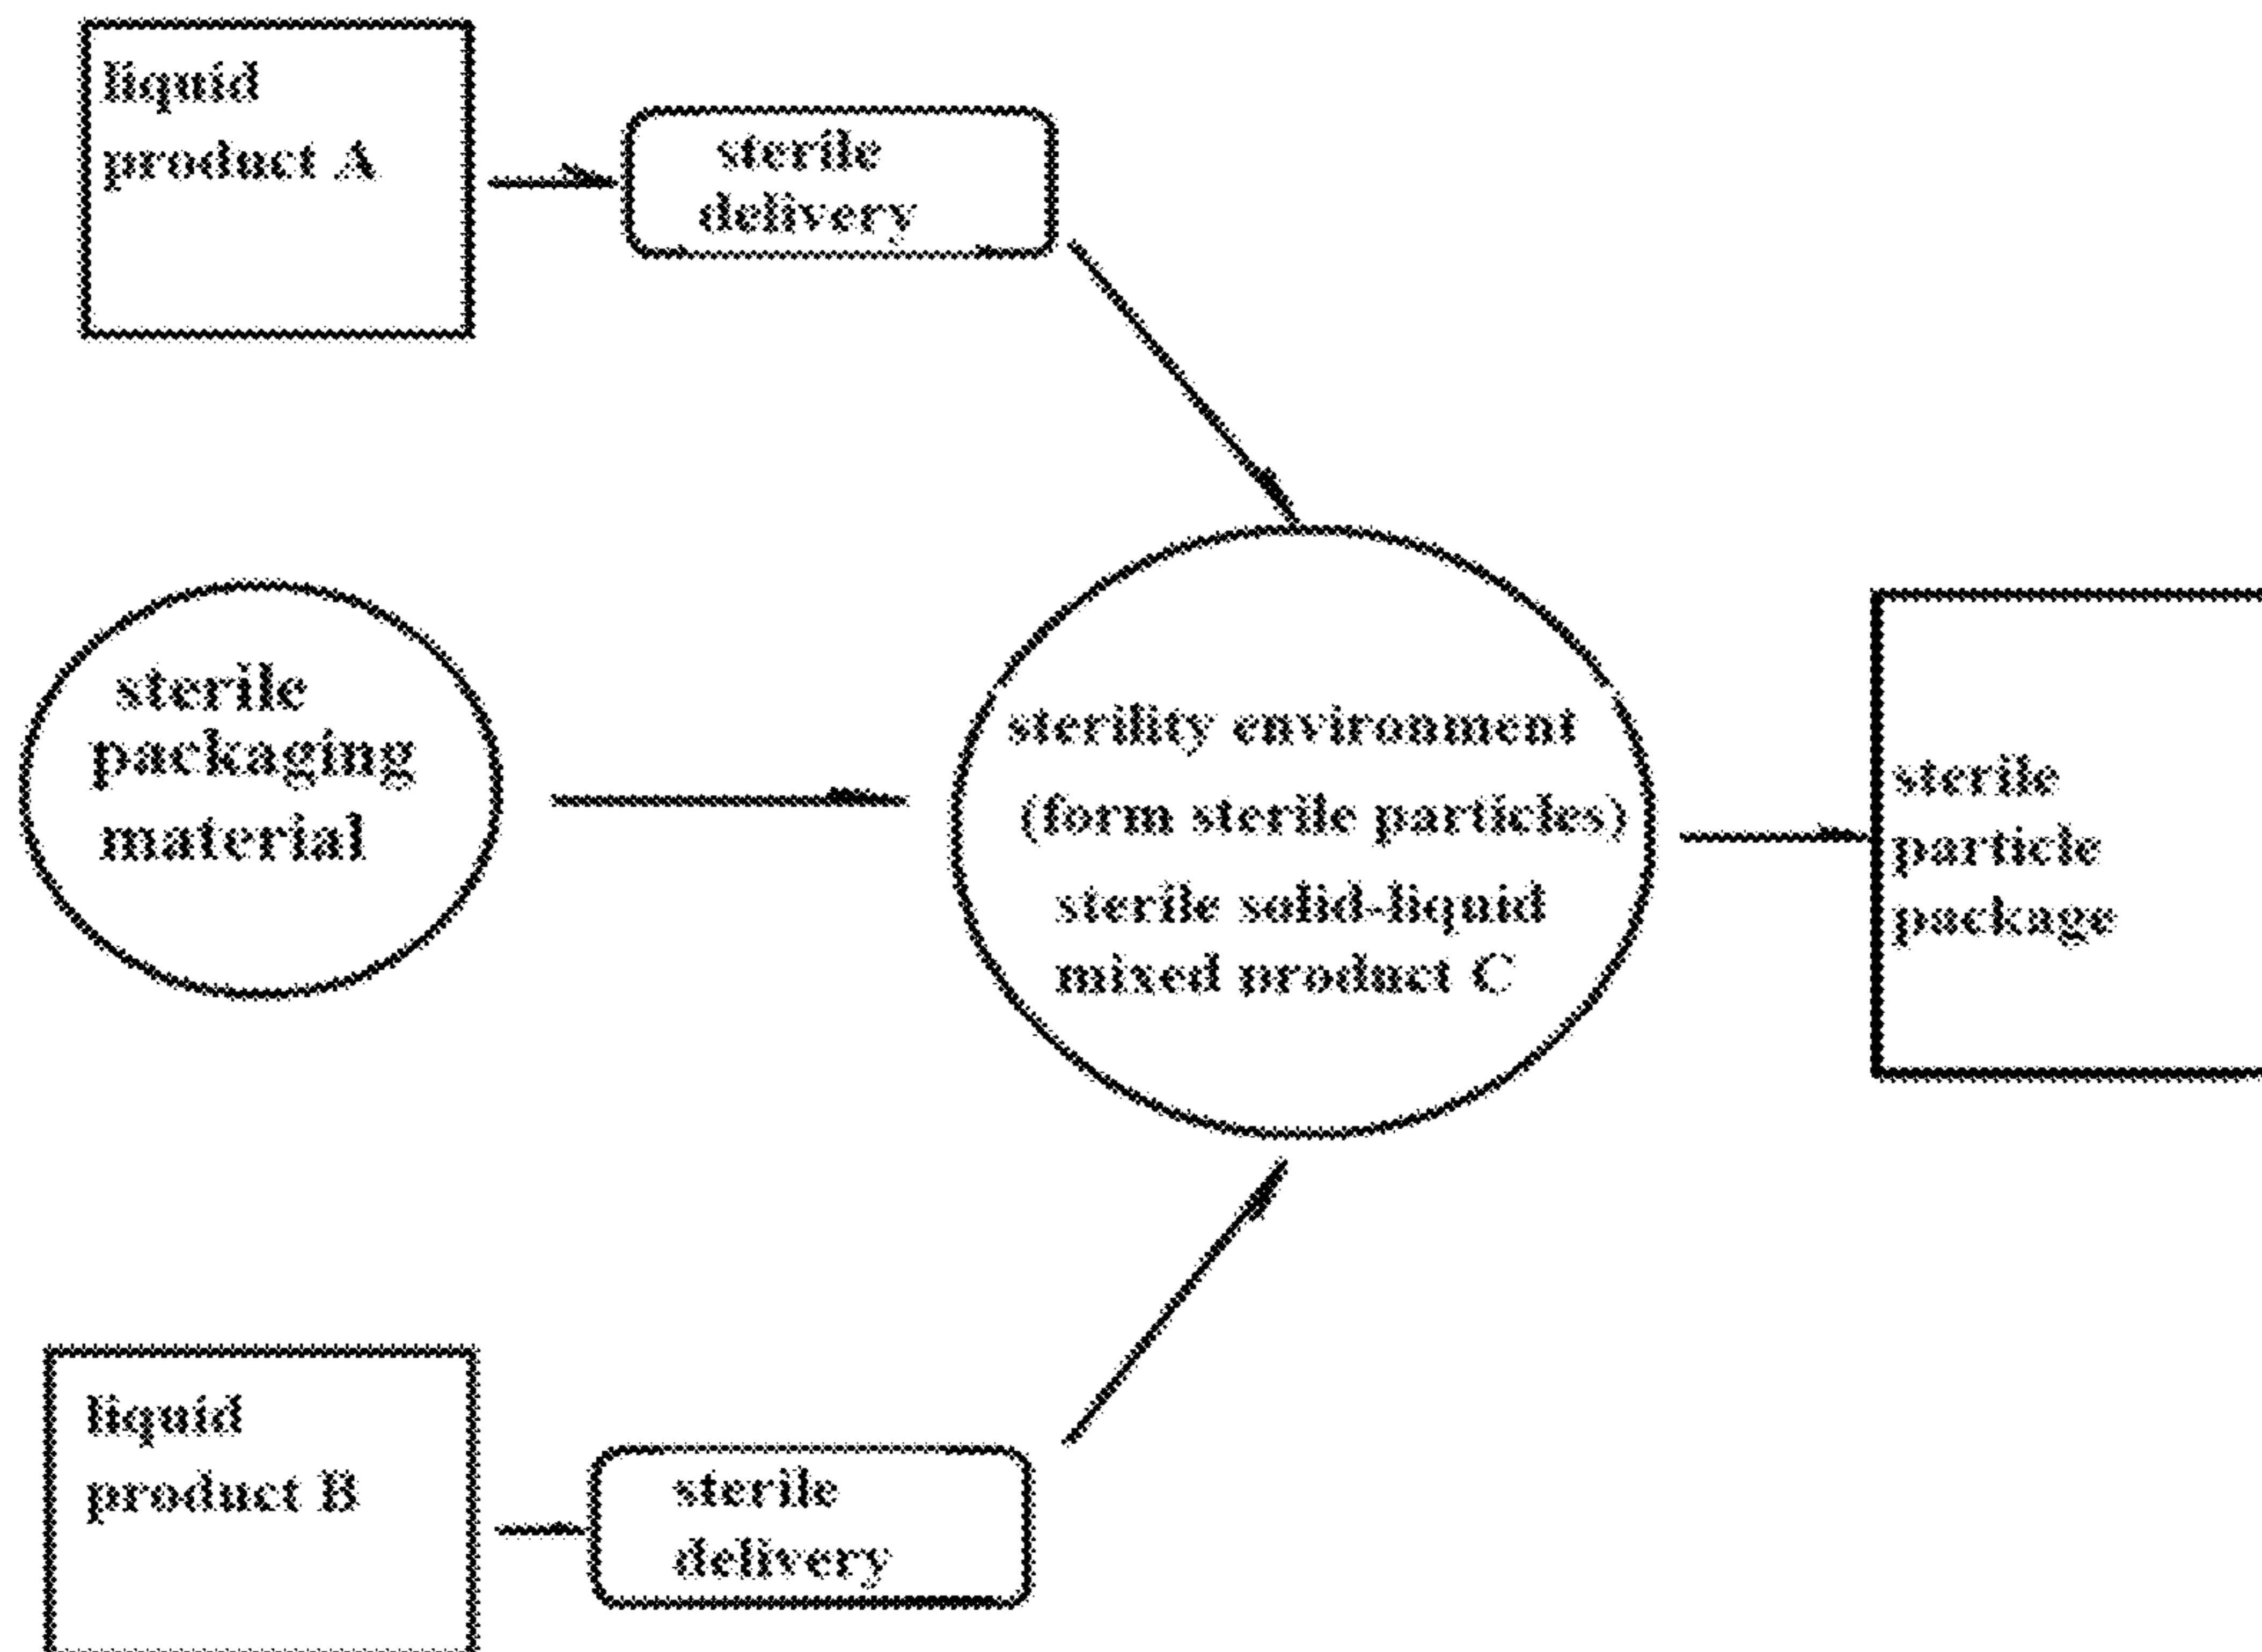 liquid
product A
sterile
delivery
sterile
packaging
material
sterility environment
(form sterile particles)
sterile solid-liquid
mixed product C
sterile
particle
package
liquid
product B
sterile
delivery